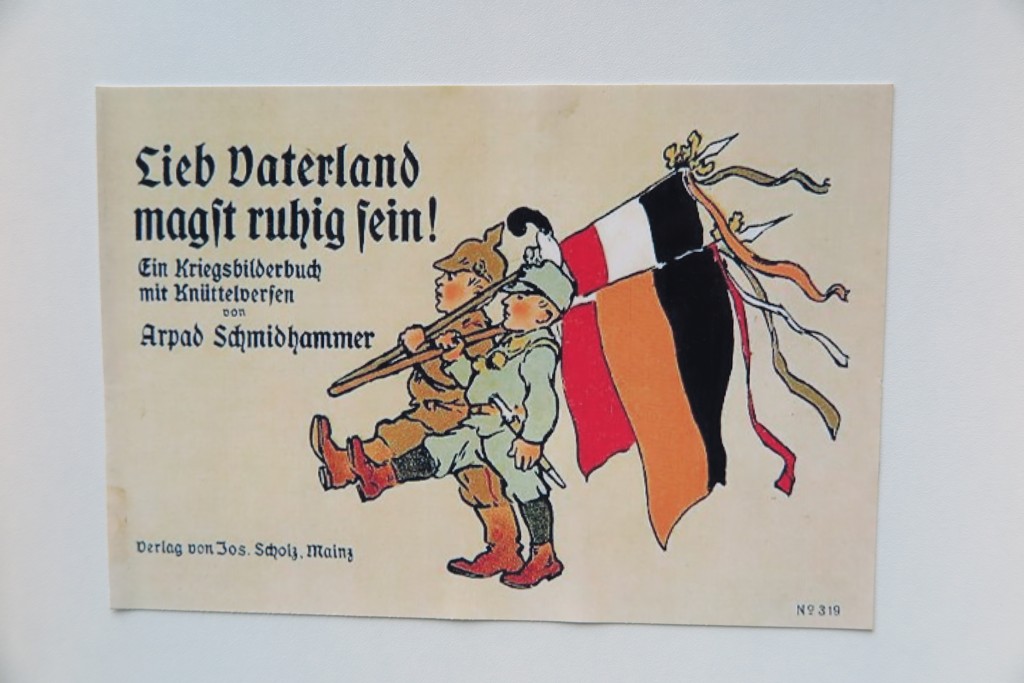 Lieb Vaterland
magſt ruhig ſein!
Ein Kriegsbilderbuch
mit Knüttelverſen
von
Arpad Schmidhammer
Verlag von Jos. Scholz, Mainz
No 319